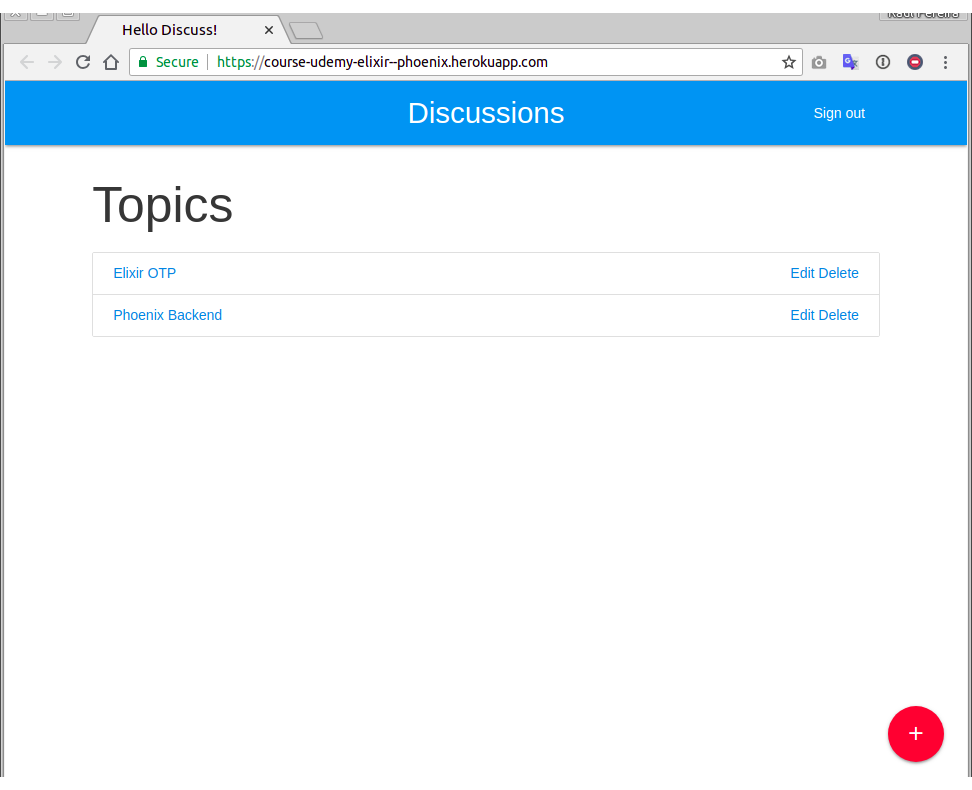 Raul Pereira
Hello Discuss!
Secure https://course-udemy-elixir--phoenix.herokuapp.com
Discussions
Sign out
Topics
Elixir OTP Edit Delete
Phoenix Backend Edit Delete
+